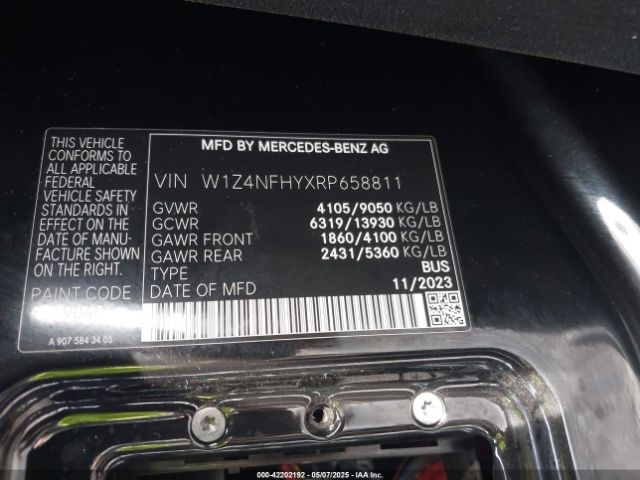 MFD BY MERCEDES-BENZ AG
THIS VEHICLE
CONFORMS TO
APPLICABLE
FEDERAL
VEHICLE SAFETY
STANDARDS IN
EFFECT ON THE
DATE OF MANU-
FACTURE SHOWN
ON THE RIGHT.
PAINT CODE
A 907 584 34 05
VIN W1Z4NFHYXRP658811
GVWR 4105/9050 KG/LB
GCWR 6319/13930 KG/LB
GAWR FRONT 1860/4100 KG/LB
GAWR REAR 2431/5360 KG/LB
TYPE BUS
DATE OF MFD 11/2023
000-42202192 - 05/07/2025 - IAAI.COM